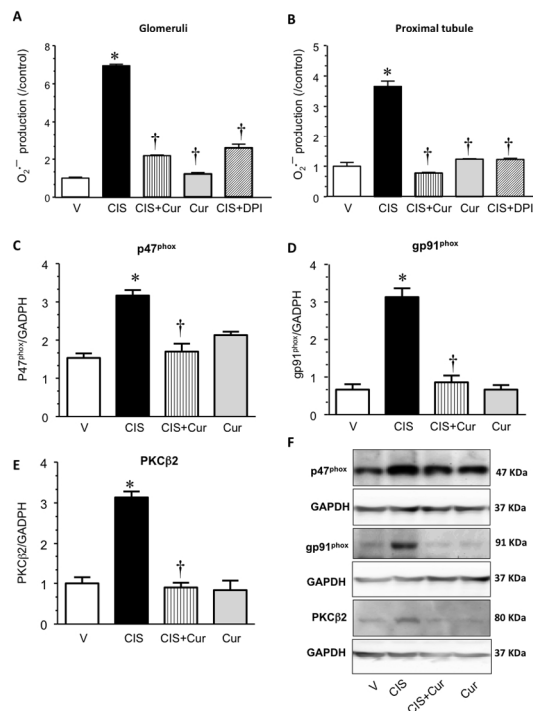 A
Glomeruli
O2•— production (/control)
8
6
4
2
0
*
†
†
†
V CIS CIS+Cur Cur CIS+DPI
B
Proximal tubule
O2•— production (/control)
5
4
3
2
1
0
*
†
†
†
V CIS CIS+Cur Cur CIS+DPI
C
p47phox
P47phox/GADPH
4
3
2
1
0
*
†
V CIS CIS+Cur Cur
D
gp91phox
gp91phox/GADPH
4
3
2
1
0
*
†
V CIS CIS+Cur Cur
E
PKCβ2
PKCβ2/GADPH
4
3
2
1
0
*
†
V CIS CIS+Cur Cur
F
p47phox 47 KDa
GAPDH 37 KDa
gp91phox 91 KDa
GAPDH 37 KDa
PKCβ2 80 KDa
GAPDH 37 KDa
V CIS CIS+Cur Cur